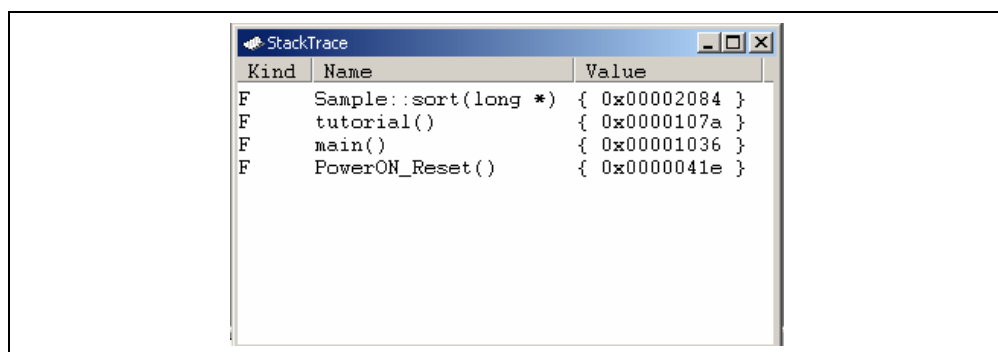 StackTrace
Kind Name Value
F Sample::sort(long *) { 0x00002084 }
F tutorial() { 0x0000107a }
F main() { 0x00001036 }
F PowerON_Reset() { 0x0000041e }